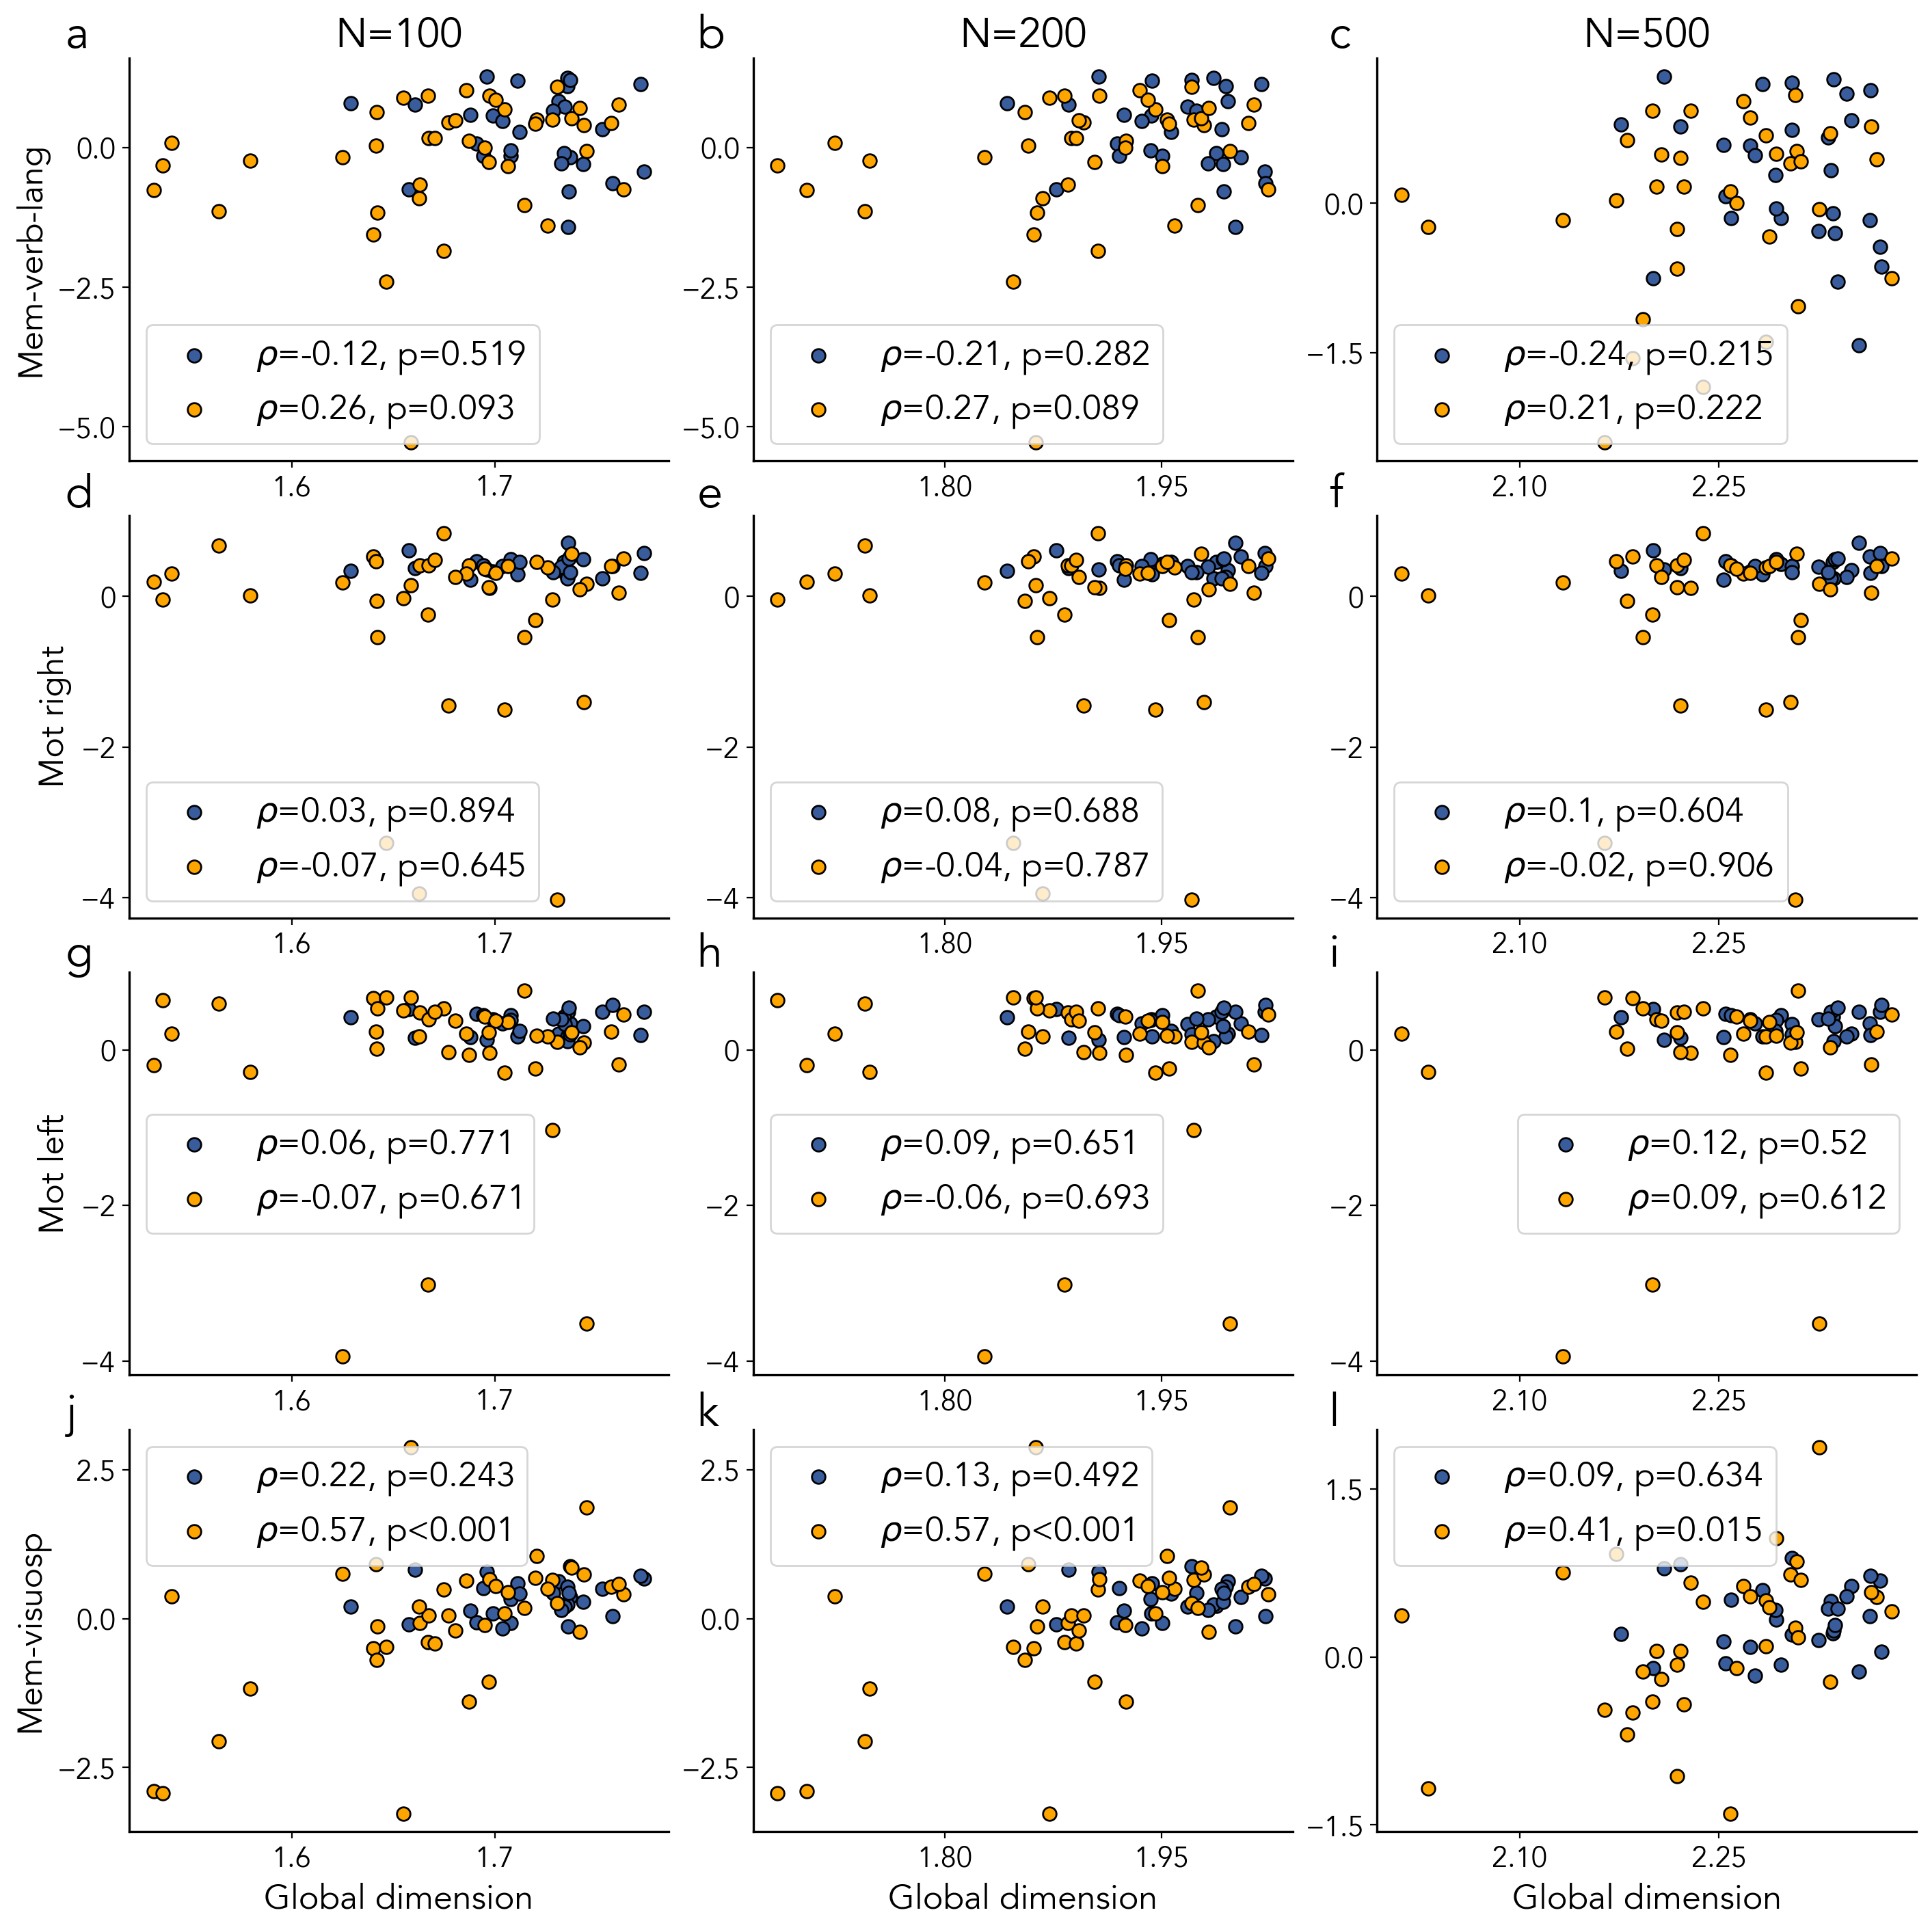 a N=100 b N=200 c N=500
Mem-verb-lang
0.0
−2.5
−5.0
ρ=-0.12, p=0.519
ρ=0.26, p=0.093
1.6 1.7
0.0
−2.5
−5.0
ρ=-0.21, p=0.282
ρ=0.27, p=0.089
1.80 1.95
0.0
−1.5
ρ=-0.24, p=0.215
ρ=0.21, p=0.222
2.10 2.25
d e f
Mot right
0
−2
−4
ρ=0.03, p=0.894
ρ=-0.07, p=0.645
1.6 1.7
0
−2
−4
ρ=0.08, p=0.688
ρ=-0.04, p=0.787
1.80 1.95
0
−2
−4
ρ=0.1, p=0.604
ρ=-0.02, p=0.906
2.10 2.25
g h i
Mot left
0
−2
−4
ρ=0.06, p=0.771
ρ=-0.07, p=0.671
1.6 1.7
0
−2
−4
ρ=0.09, p=0.651
ρ=-0.06, p=0.693
1.80 1.95
0
−2
−4
ρ=0.12, p=0.52
ρ=0.09, p=0.612
2.10 2.25
j k l
Mem-visuosp
2.5
0.0
−2.5
ρ=0.22, p=0.243
ρ=0.57, p<0.001
1.6 1.7
Global dimension
2.5
0.0
−2.5
ρ=0.13, p=0.492
ρ=0.57, p<0.001
1.80 1.95
Global dimension
1.5
0.0
−1.5
ρ=0.09, p=0.634
ρ=0.41, p=0.015
2.10 2.25
Global dimension